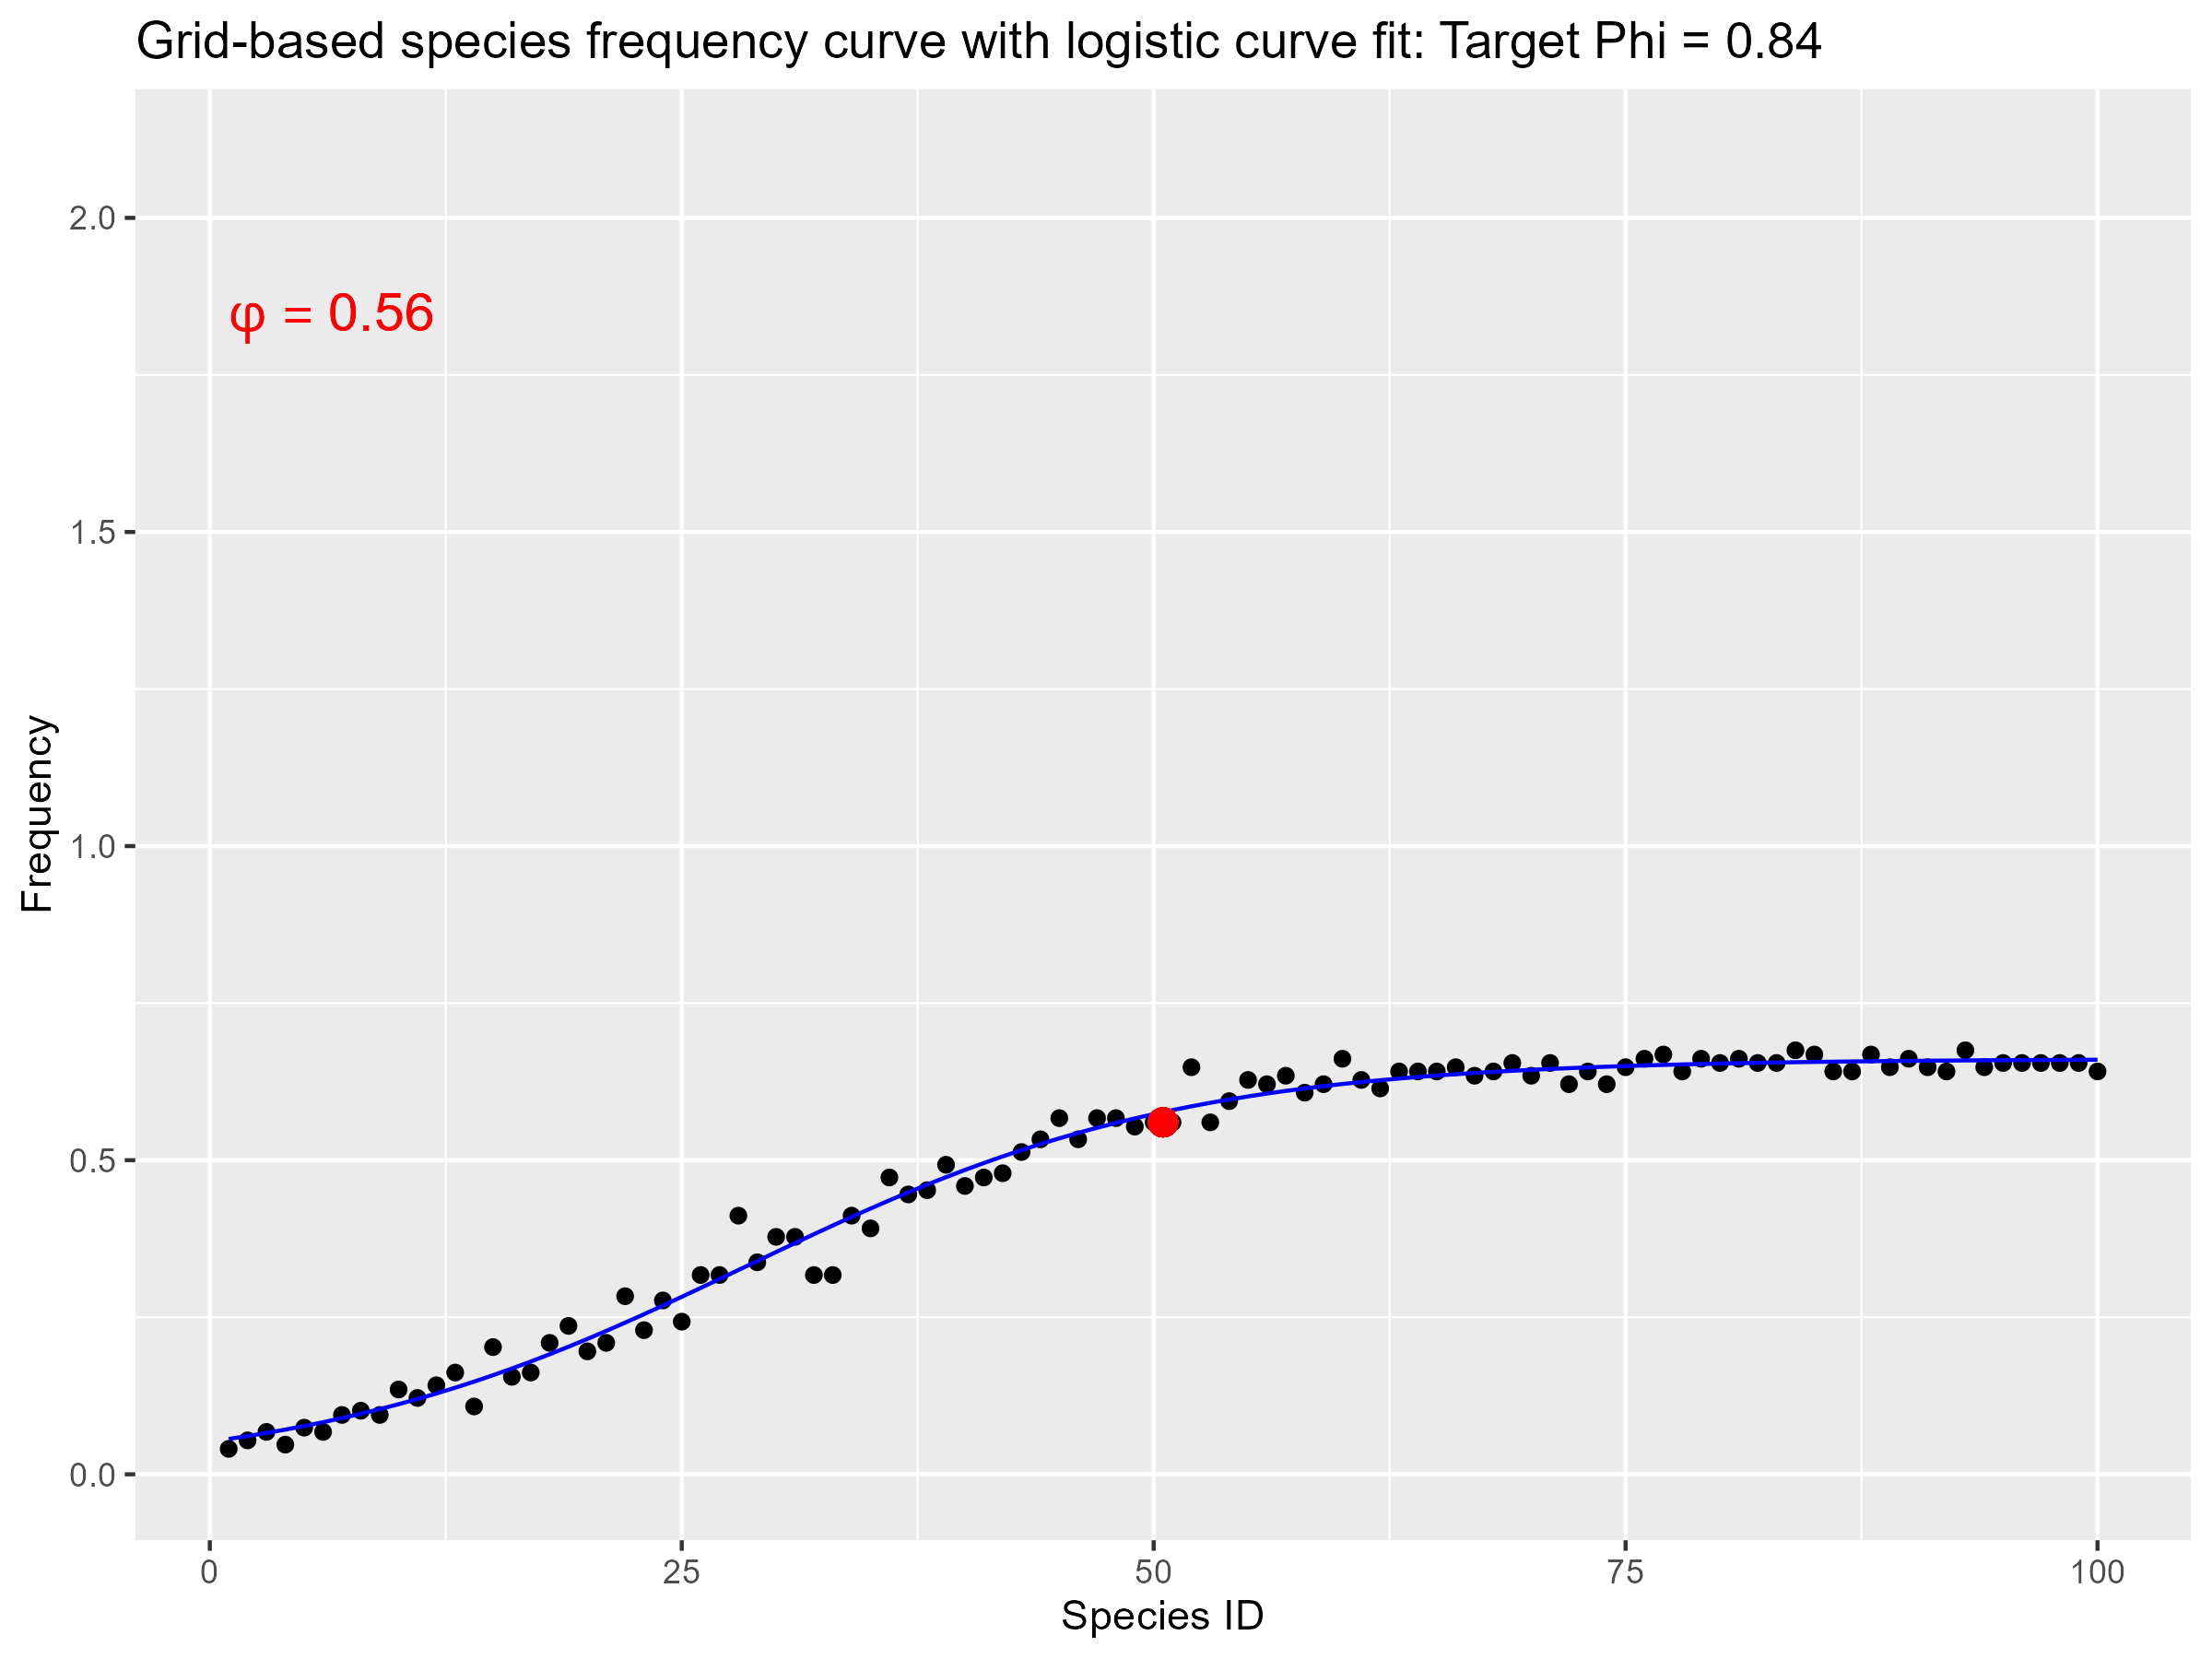 Grid-based species frequency curve with logistic curve fit: Target Phi = 0.84
φ = 0.56
2.0
1.5
1.0
0.5
0.0
Frequency
0 25 50 75 100
Species ID